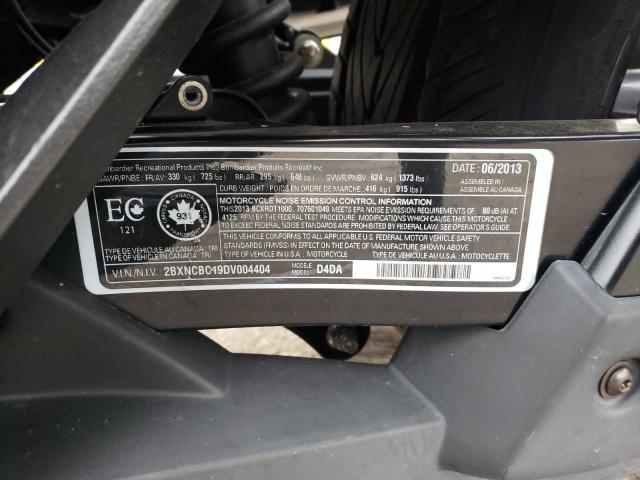 Bombardier Recreational Products Inc., Bombardier Produits Récréatif Inc
GAWR/PNBE: FR/AV: 330 kg ( 725 lbs ) RR/AR: 295 kg ( 648 lbs ) GVWR/PNBV: 624 kg ( 1373 lbs)
CURB WEIGHT / POIDS EN ORDRE DE MARCHE: 416 kg ( 915 lbs)
DATE: 06/2013
ASSEMBLED IN /
ASSEMBLÉ AU CANADA
EC
121
CANADA
931
MOTORCYCLE NOISE EMISSION CONTROL INFORMATION
THIS 2013 BCXROT1000, 707601049 MEETS EPA NOISE EMISSION REQUIREMENTS OF 80 dB (A) AT
4125 RPM BY THE FEDERAL TEST PROCEDURE. MODIFICATIONS WHICH CAUSE THIS MOTORCYCLE
TO EXCEED FEDERAL NOISE STANDARDS ARE PROHIBITED BY FEDERAL LAW. SEE OPERATOR'S GUIDE.
THIS VEHICLE CONFORMS TO ALL APPLICABLE U.S. FEDERAL MOTOR VEHICLE SAFETY STANDARDS
(FMVSS) IN EFFECT ON THE DATE OF MANUFACTURE SHOWN ABOVE.
TYPE OF VEHICLE USA / TYPE DE VÉHICULE USA: MOTORCYCLE / MOTOCYCLETTE
TYPE OF VEHICLE CANADA: TRI
TYPE DE VÉHICULE AU CANADA: TRI
V.I.N./N.I.V. 2BXNCBC19DV004404
MODEL
MODÈLE D4DA